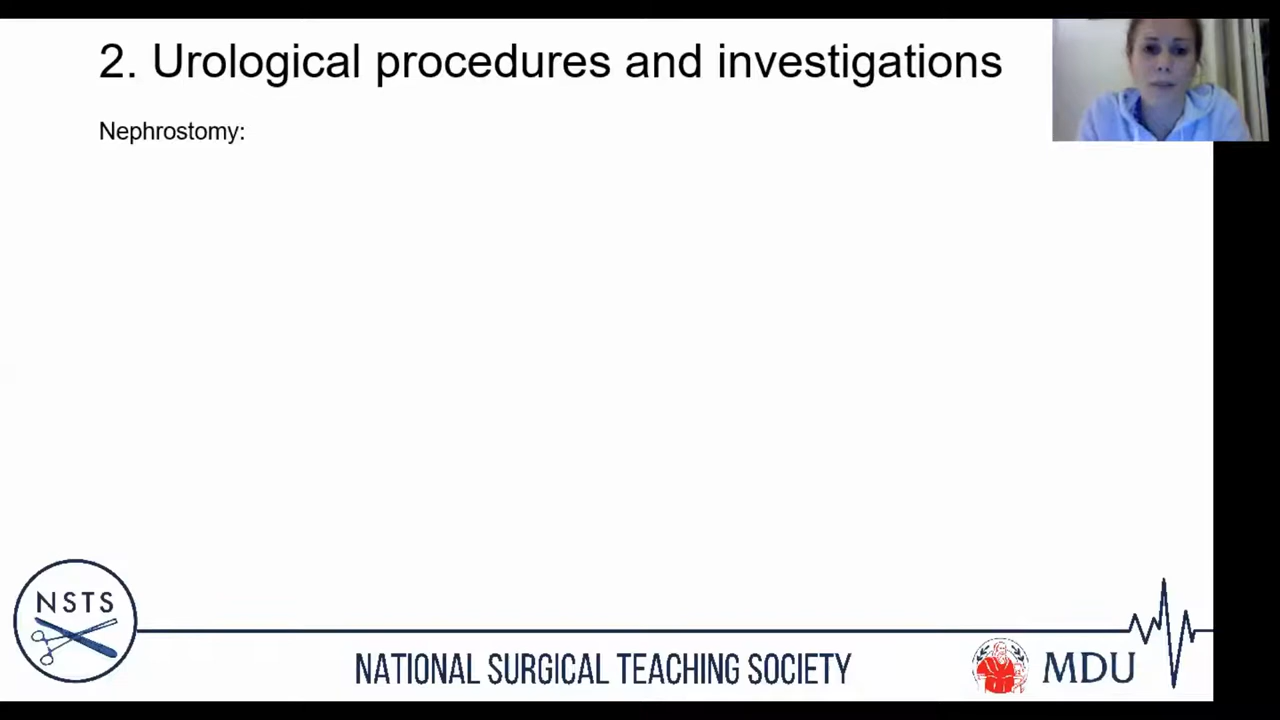 2. Urological procedures and investigations
Nephrostomy:
NSTS
NATIONAL SURGICAL TEACHING SOCIETY
MDU